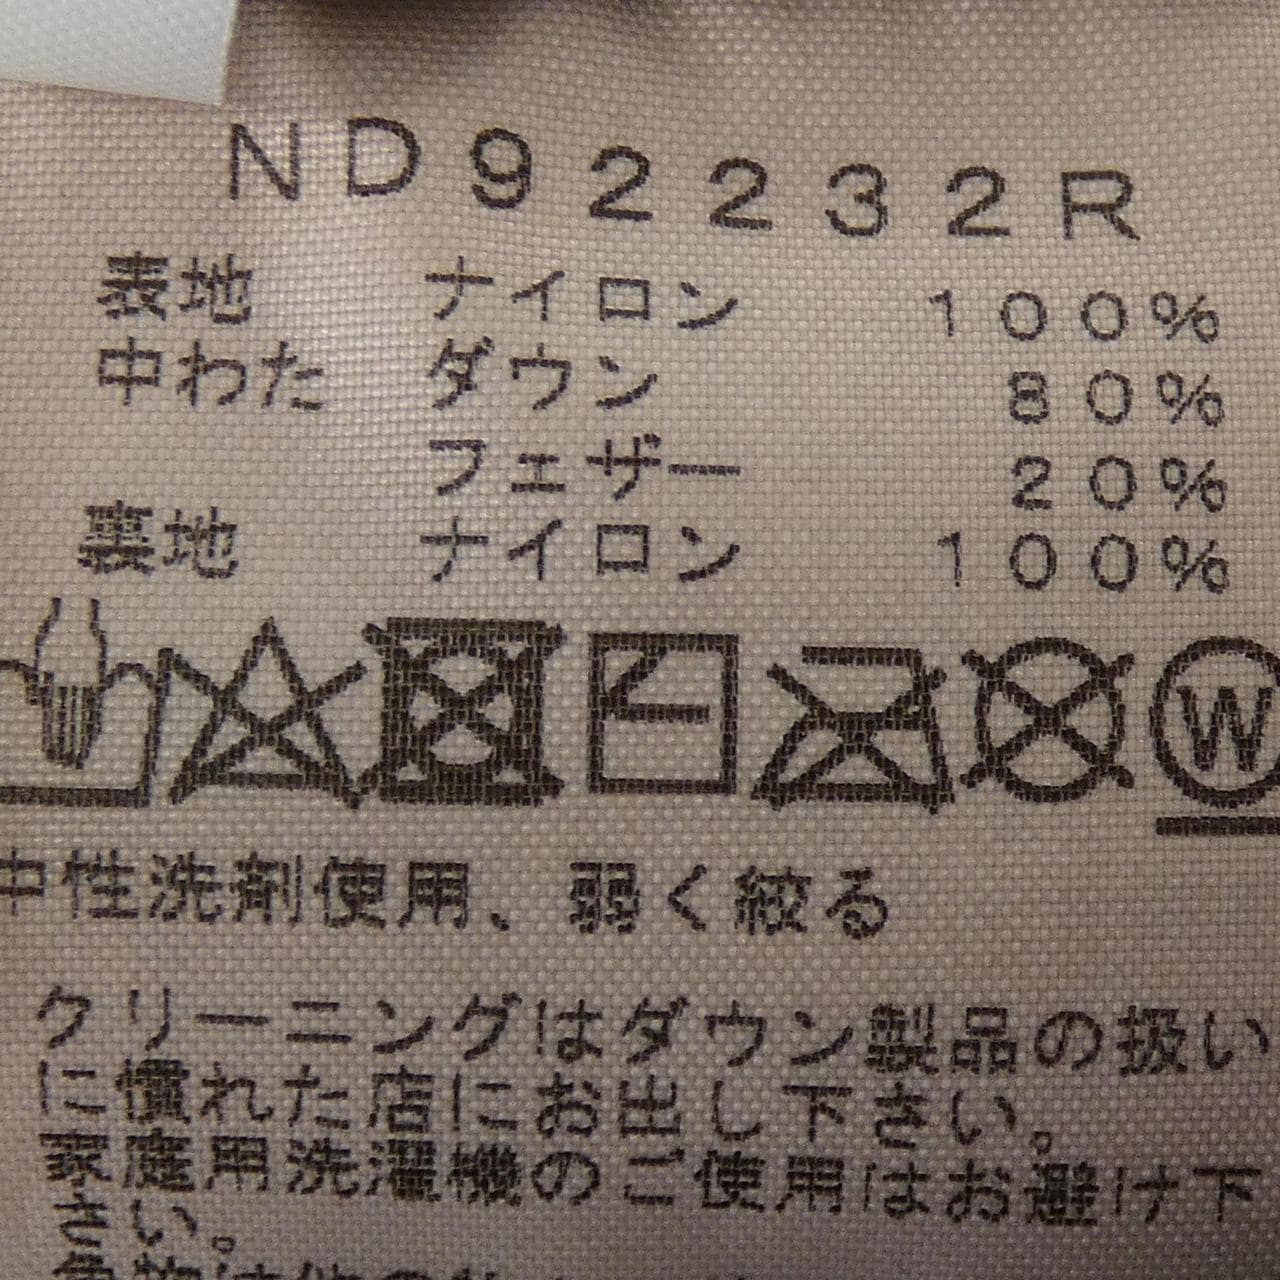 ND92232R
表地 ナイロン 100%
中わた ダウン 80%
フェザー 20%
裏地 ナイロン 100%
W
中性洗剤使用、弱く絞る
クリーニングはダウン製品の扱い
に慣れた店にお出し下さい。
家庭用洗濯機のご使用はお避け下
さい。